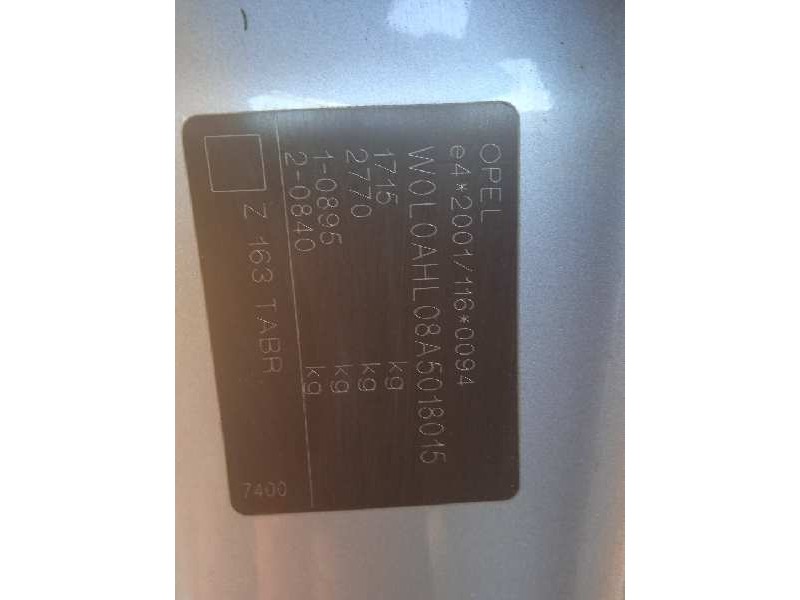 OPEL
e4*2001/116*0094
W0L0AHL08A5018015
1715 kg
2770 kg
1-0895 kg
2-0840 kg
Z 163 TABR
7400